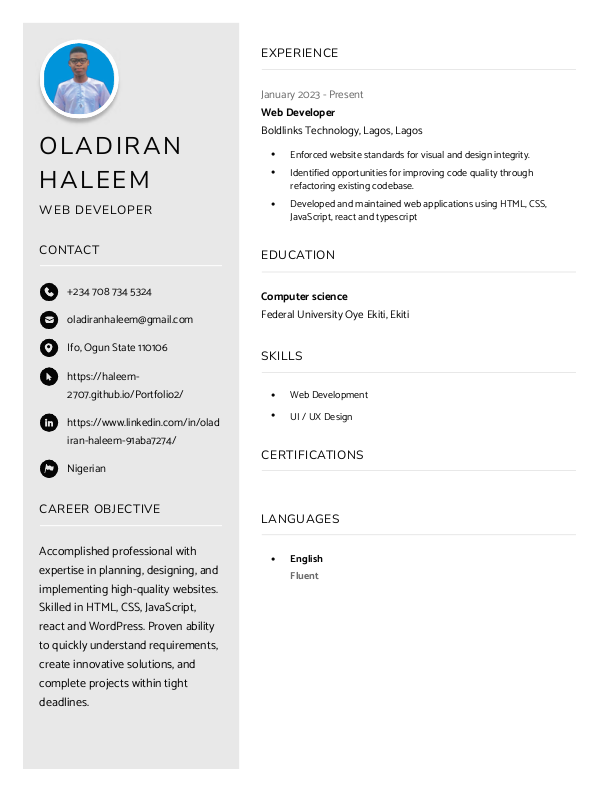 OLADIRAN
HALEEM
WEB DEVELOPER
CONTACT
+234 708 734 5324
oladiranhaleem@gmail.com
Ifo, Ogun State 110106
https://haleem-
2707.github.io/Portfolio2/
https://www.linkedin.com/in/olad
iran-haleem-91aba7274/
Nigerian
CAREER OBJECTIVE
Accomplished professional with
expertise in planning, designing, and
implementing high-quality websites.
Skilled in HTML, CSS, JavaScript,
react and WordPress. Proven ability
to quickly understand requirements,
create innovative solutions, and
complete projects within tight
deadlines.
EXPERIENCE
January 2023 - Present
Web Developer
Boldlinks Technology, Lagos, Lagos
• Enforced website standards for visual and design integrity.
• Identified opportunities for improving code quality through
refactoring existing codebase.
• Developed and maintained web applications using HTML, CSS,
JavaScript, react and typescript
EDUCATION
Computer science
Federal University Oye Ekiti, Ekiti
SKILLS
• Web Development
• UI / UX Design
CERTIFICATIONS
LANGUAGES
• English
Fluent